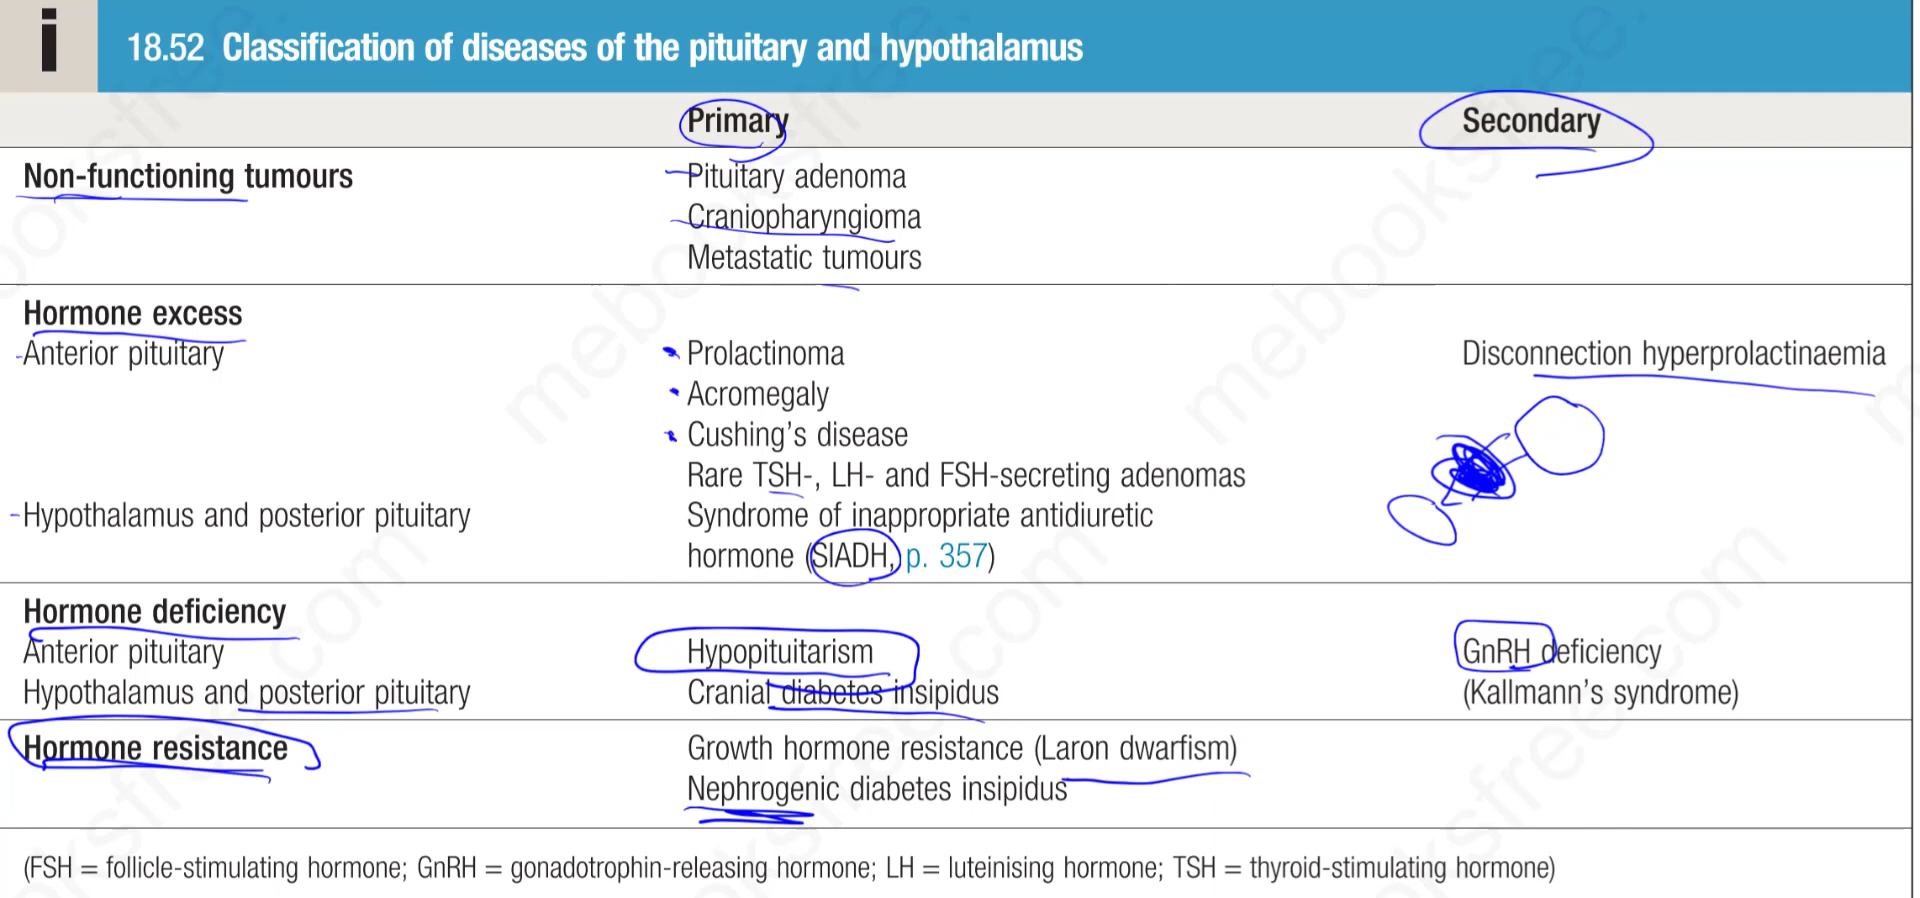 i
18.52 Classification of diseases of the pituitary and hypothalamus
Primary Secondary
Non-functioning tumours Pituitary adenoma
Craniopharyngioma
Metastatic tumours
Hormone excess
Anterior pituitary Prolactinoma Disconnection hyperprolactinaemia
Acromegaly
Cushing's disease
Rare TSH-, LH- and FSH-secreting adenomas
Hypothalamus and posterior pituitary Syndrome of inappropriate antidiuretic
hormone (SIADH, p. 357)
Hormone deficiency
Anterior pituitary Hypopituitarism GnRH deficiency
Hypothalamus and posterior pituitary Cranial diabetes insipidus (Kallmann's syndrome)
Hormone resistance Growth hormone resistance (Laron dwarfism)
Nephrogenic diabetes insipidus
(FSH = follicle-stimulating hormone; GnRH = gonadotrophin-releasing hormone; LH = luteinising hormone; TSH = thyroid-stimulating hormone)